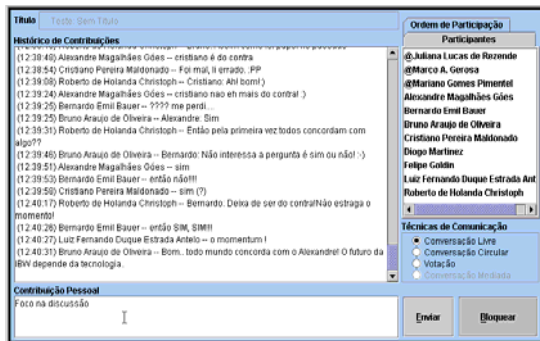 Título Texto Sem Título
Histórico de Contribuições
(12:38:48) Alexandre Magalhães Góes -- cristiano é do contra
(12:38:54) Cristiano Pereira Maldonado -- Foi mal, li errado. :PP
(12:39:08) Roberto de Holanda Christoph -- Cristiano: Ah! bom! :)
(12:39:24) Alexandre Magalhães Góes -- cristiano nao eh mais do contra! :)
(12:39:25) Bernardo Emil Bauer -- ???? me perdi...
(12:39:25) Bruno Araujo de Oliveira -- Alexandre: Sim
(12:39:31) Roberto de Holanda Christoph -- Então pela primeira vez todos concordam com
algo??
(12:39:46) Bruno Araujo de Oliveira -- Bernardo: Não interessa a pergunta é sim ou não! :-)
(12:39:51) Alexandre Magalhães Góes -- sim
(12:39:53) Bernardo Emil Bauer -- então não!!!!
(12:39:58) Cristiano Pereira Maldonado -- sim (?)
(12:40:17) Roberto de Holanda Christoph -- Bernardo. Deixa de ser do contra!Não estraga o
momento!
(12:40:26) Bernardo Emil Bauer -- então SIM, SIM!!!
(12:40:27) Luiz Fernando Duque Estrada Antelo -- o momentum !
(12:40:31) Bruno Araujo de Oliveira -- Bom.. todo mundo concorda com o Alexandre! O futuro da
IBW depende da tecnologia.
Contribuição Pessoal
Foco na discussão
Ordem de Participação
Participantes
@Juliana Lucas de Rezende
@Marco A. Gerosa
@Mariano Gomes Pimentel
Alexandre Magalhães Góes
Bernardo Emil Bauer
Bruno Araujo de Oliveira
Cristiano Pereira Maldonado
Diogo Martinez
Felipe Goldin
Luiz Fernando Duque Estrada Ant
Roberto de Holanda Christoph
Técnicas de Comunicação
Conversação Livre
Conversação Circular
Votação
Conversação Mediada
Enviar
Bloquear